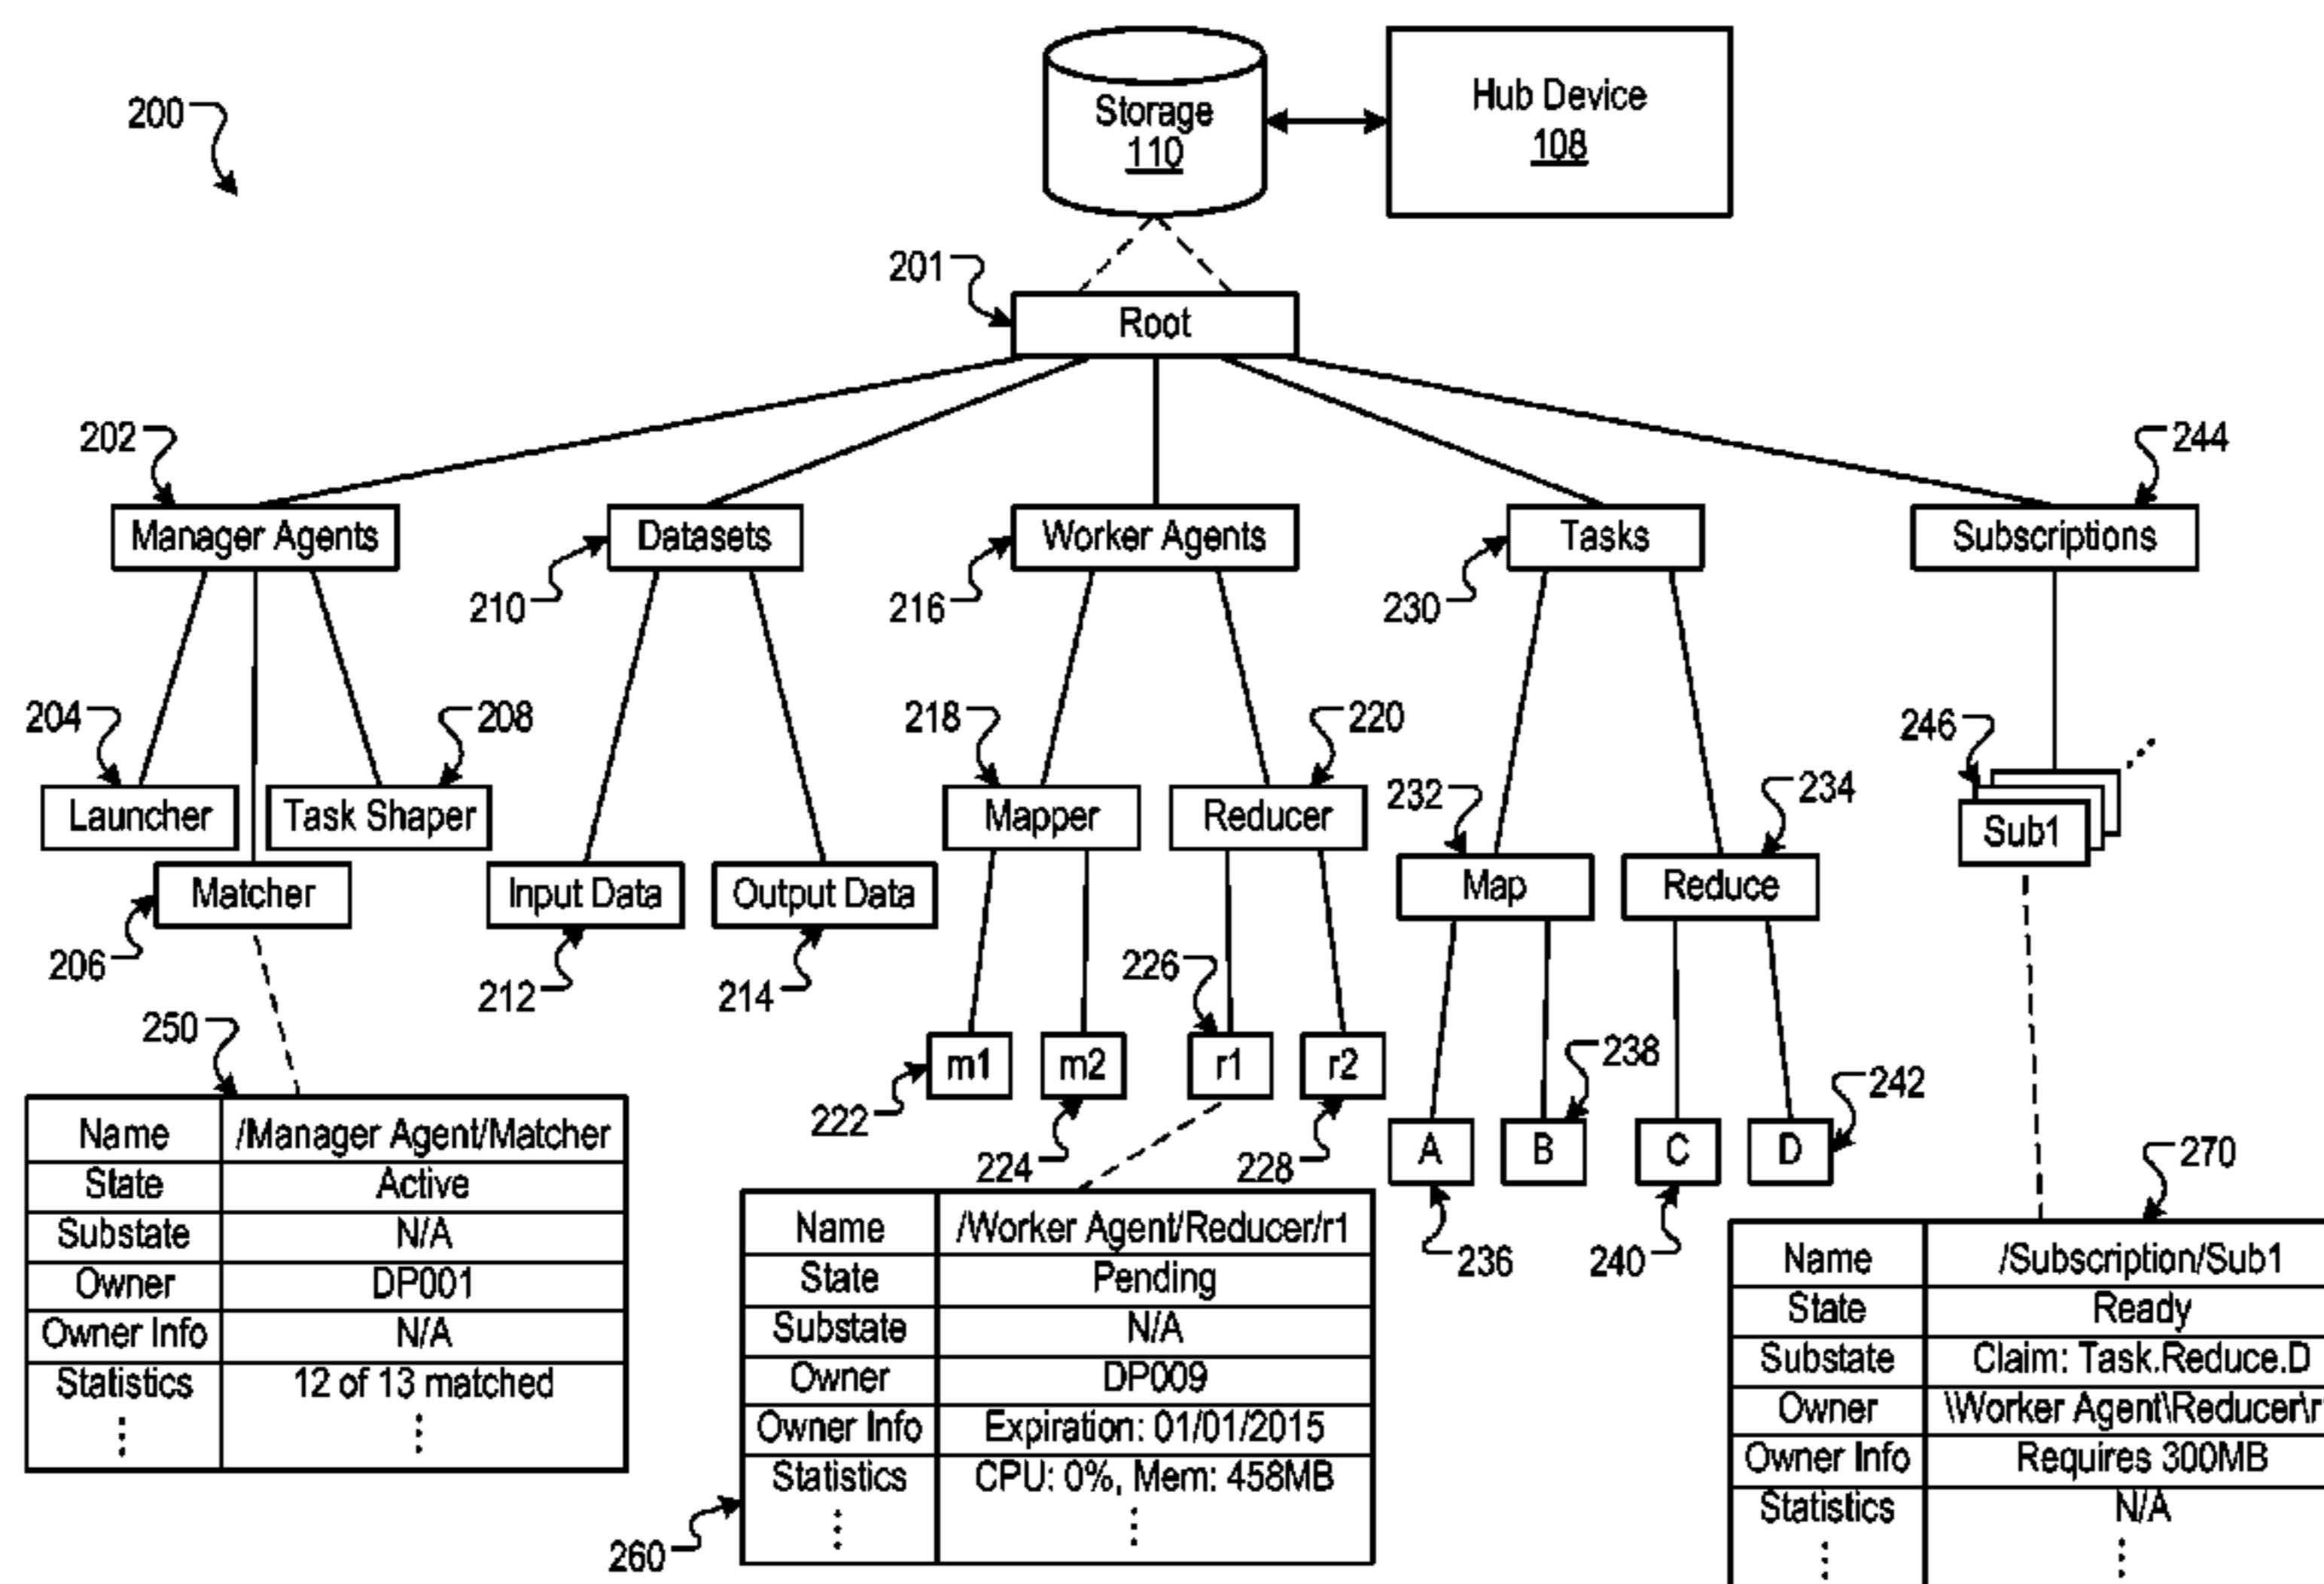 200
Storage
110
Hub Device
108
201
Root
202
244
Manager Agents
Datasets
Worker Agents
Tasks
Subscriptions
210
216
230
204
208
218
220
246
Launcher
Task Shaper
Mapper
Reducer
232
234
Sub1
Matcher
Input Data
Output Data
Map
Reduce
206
212
214
226
250
m1
m2
r1
r2
238
242
222
224
228
A
B
C
D
236
240
270
Name /Manager Agent/Matcher
State Active
Substate N/A
Owner DP001
Owner Info N/A
Statistics 12 of 13 matched
Name /Worker Agent/Reducer/r1
State Pending
Substate N/A
Owner DP009
Owner Info Expiration: 01/01/2015
Statistics CPU: 0%, Mem: 458MB
260
Name /Subscription/Sub1
State Ready
Substate Claim: Task.Reduce.D
Owner \Worker Agent\Reducer\r
Owner Info Requires 300MB
Statistics N/A